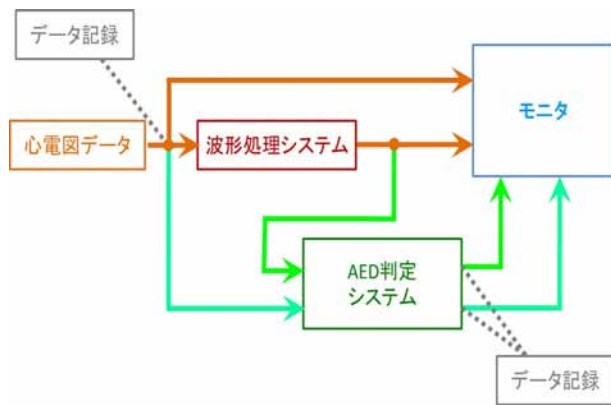 データ記録
モニタ
心電図データ
波形処理システム
AED判定
システム
データ記録